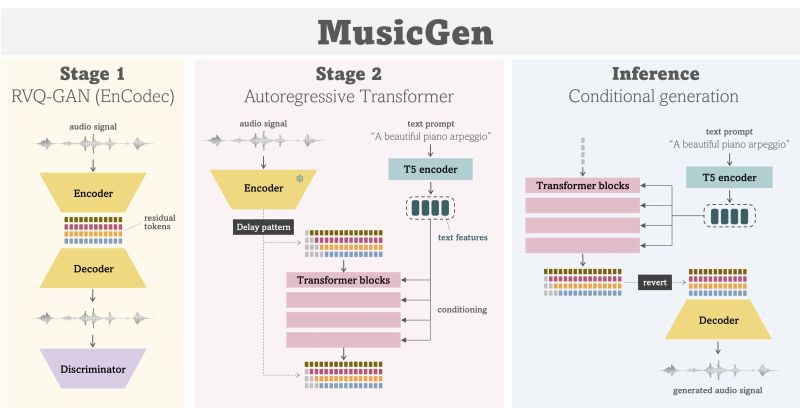 MusicGen
Stage 1
RVQ-GAN (EnCodec)
audio signal
Encoder
residual
tokens
Decoder
Discriminator
Stage 2
Autoregressive Transformer
audio signal
text prompt
“A beautiful piano arpeggio”
T5 encoder
Encoder
Delay pattern
text features
Transformer blocks
conditioning
Inference
Conditional generation
text prompt
“A beautiful piano arpeggio”
T5 encoder
Transformer blocks
revert
Decoder
generated audio signal